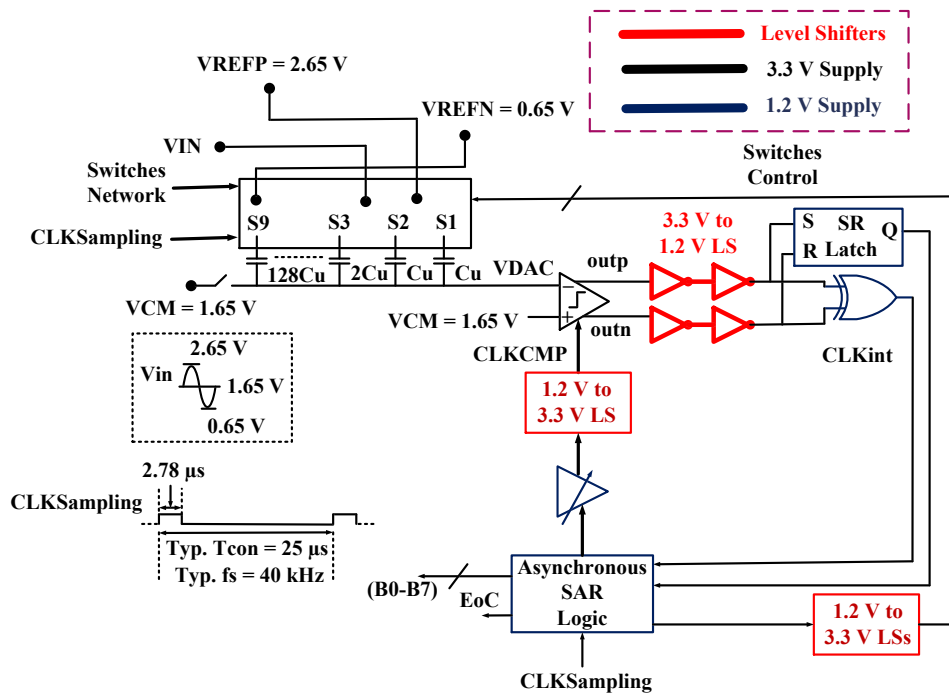 Level Shifters
3.3 V Supply
1.2 V Supply
VREFP = 2.65 V
VREFN = 0.65 V
VIN
Switches
Network
CLKSampling
S9
S3
S2
S1
Switches
Control
128Cu
2Cu
Cu
Cu
VDAC
VCM = 1.65 V
VCM = 1.65 V
outp
outn
3.3 V to
1.2 V LS
S
R
SR
Latch
Q
CLKint
CLKCMP
1.2 V to
3.3 V LS
2.65 V
Vin
1.65 V
0.65 V
2.78 µs
CLKSampling
Typ. Tcon = 25 µs
Typ. fs = 40 kHz
(B0-B7)
EoC
Asynchronous
SAR
Logic
1.2 V to
3.3 V LSs
CLKSampling